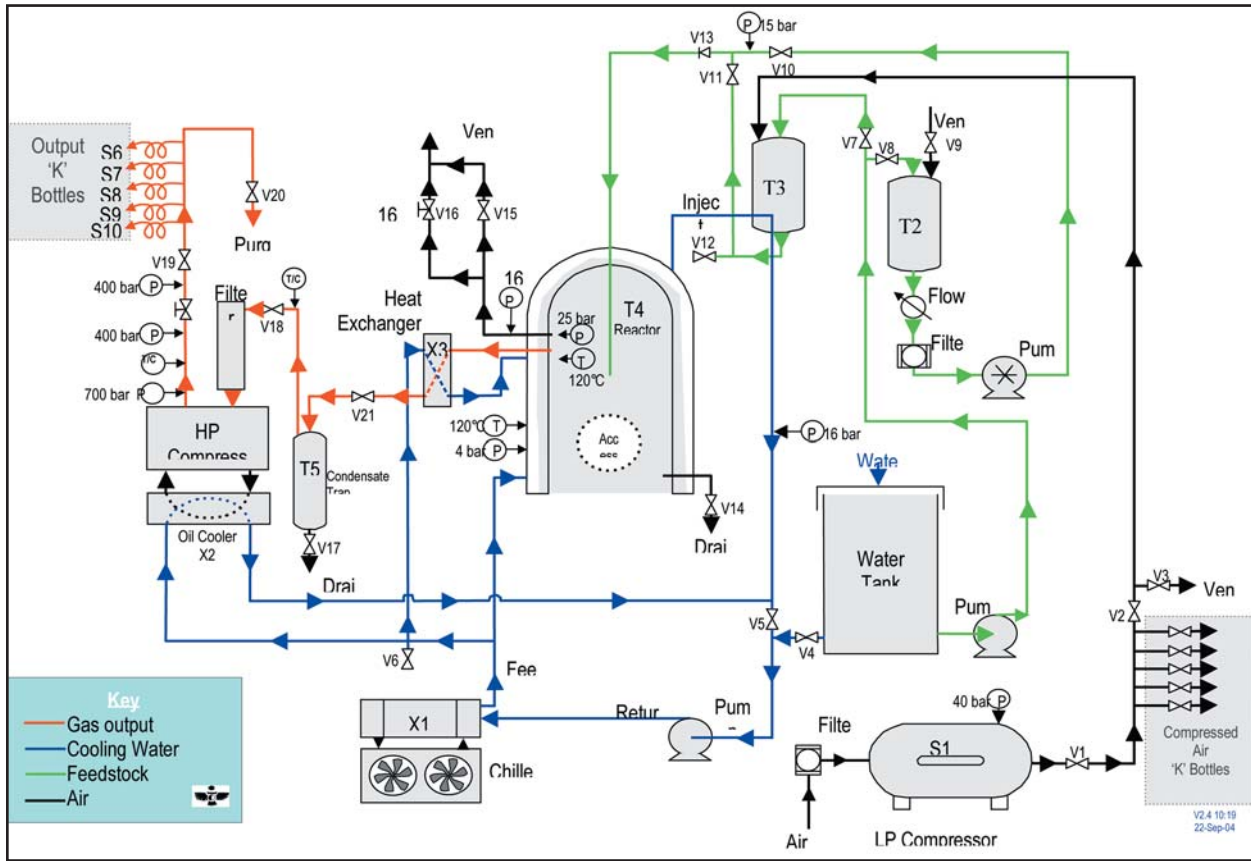 P 15 bar
V13
V11
V10
Output
'K'
Bottles
S6
S7
S8
S9
S10
V20
Purg
Ven
16
V16
V15
Injec
V12
T3
V7
V8
Ven
V9
T2
Flow
Filte
Pum
V19
400 bar P
Filte
r
T/C
V18
400 bar P
T/C
700 bar P
HP
Compress
Oil Cooler
X2
Heat
Exchanger
X3
V21
16
P
25 bar
P
T
120°C
T4
Reactor
120°C T
4 bar P
Acc
ess
T5
Condensate
Trap
V17
Drai
V14
Drai
P 16 bar
Wate
Water
Tank
Pum
V5
V4
V6
Fee
X1
Retur
Pum
Chille
V3
Ven
V2
40 bar P
Filte
S1
V1
Air
LP Compressor
Compressed
Air
'K' Bottles
V2.4 10:19
22-Sep-04
Key
Gas output
Cooling Water
Feedstock
Air